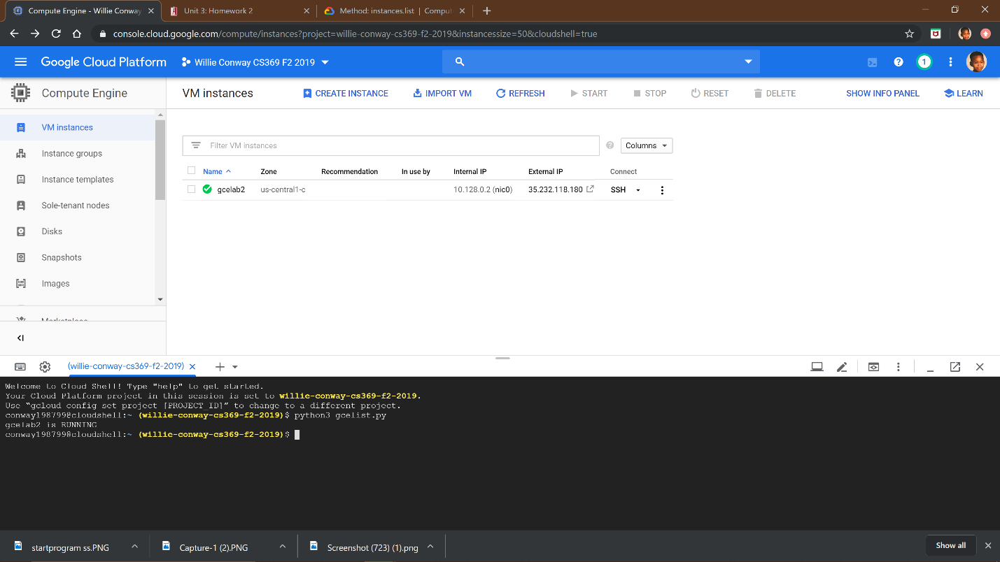 Compute Engine - Willie Conway
Unit 3: Homework 2
Method: instances.list | Comput
console.cloud.google.com/compute/instances?project=willie-conway-cs369-f2-2019&instancessize=50&cloudshell=true
Google Cloud Platform
Willie Conway CS369 F2 2019
1
Compute Engine
VM instances
CREATE INSTANCE
IMPORT VM
REFRESH
START
STOP
RESET
DELETE
SHOW INFO PANEL
LEARN
VM instances
Instance groups
Instance templates
Sole-tenant nodes
Disks
Snapshots
Images
Marketplace
Filter VM instances
Columns
Name Zone Recommendation In use by Internal IP External IP Connect
gcelab2 us-central1-c 10.128.0.2 (nic0) 35.232.118.180 SSH
(willie-conway-cs369-f2-2019)
Welcome to Cloud Shell! Type "help" to get started.
Your Cloud Platform project in this session is set to willie-conway-cs369-f2-2019.
Use “gcloud config set project [PROJECT_ID]” to change to a different project.
conway198799@cloudshell:~ (willie-conway-cs369-f2-2019)$ python3 gcelist.py
gcelab2 is RUNNING
conway198799@cloudshell:~ (willie-conway-cs369-f2-2019)$
startprogram ss.PNG
Capture-1 (2).PNG
Screenshot (723) (1).png
Show all